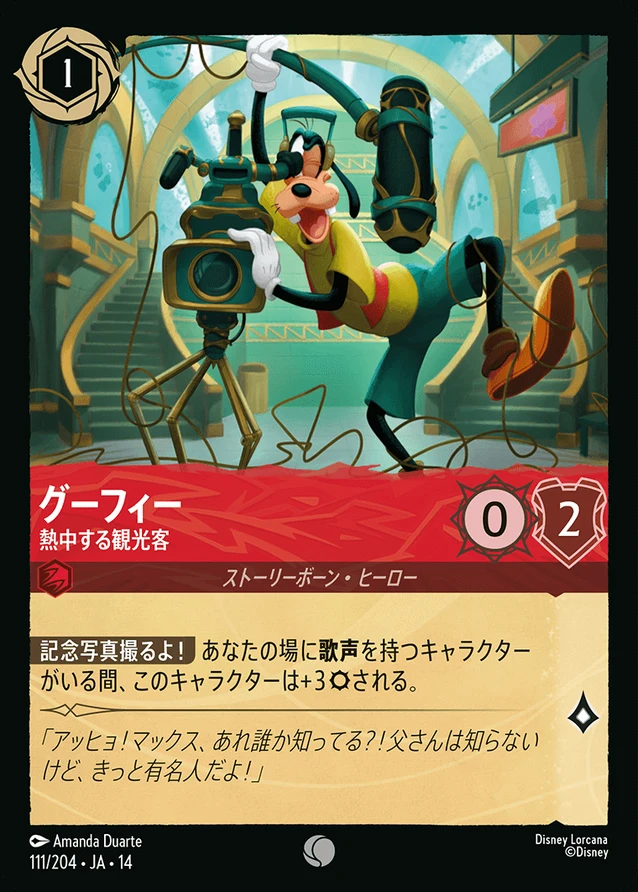 1
グーフィー
熱中する観光客
0
2
ストーリーボーン・ヒーロー
記念写真撮るよ! あなたの場に歌声を持つキャラクター
がいる間、このキャラクターは+3される。
「アッヒョ!マックス、あれ誰か知ってる?!父さんは知らない
けど、きっと有名人だよ!」
Amanda Duarte
111/204・JA・14
Disney Lorcana
©Disney